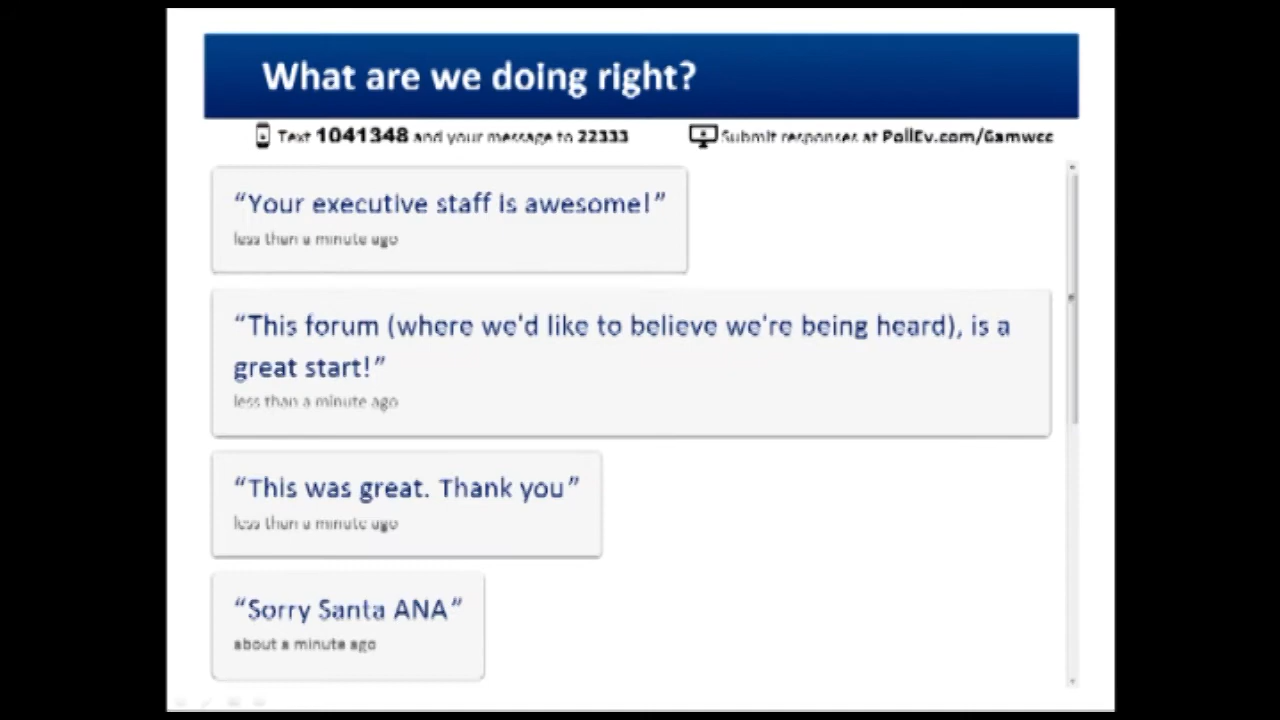 What are we doing right?
Text 1041348 and your message to 22333
Submit responses at PollEv.com/Gamwcc
“Your executive staff is awesome!”
less than a minute ago
“This forum (where we'd like to believe we're being heard), is a
great start!”
less than a minute ago
“This was great. Thank you”
less than a minute ago
“Sorry Santa ANA”
about a minute ago